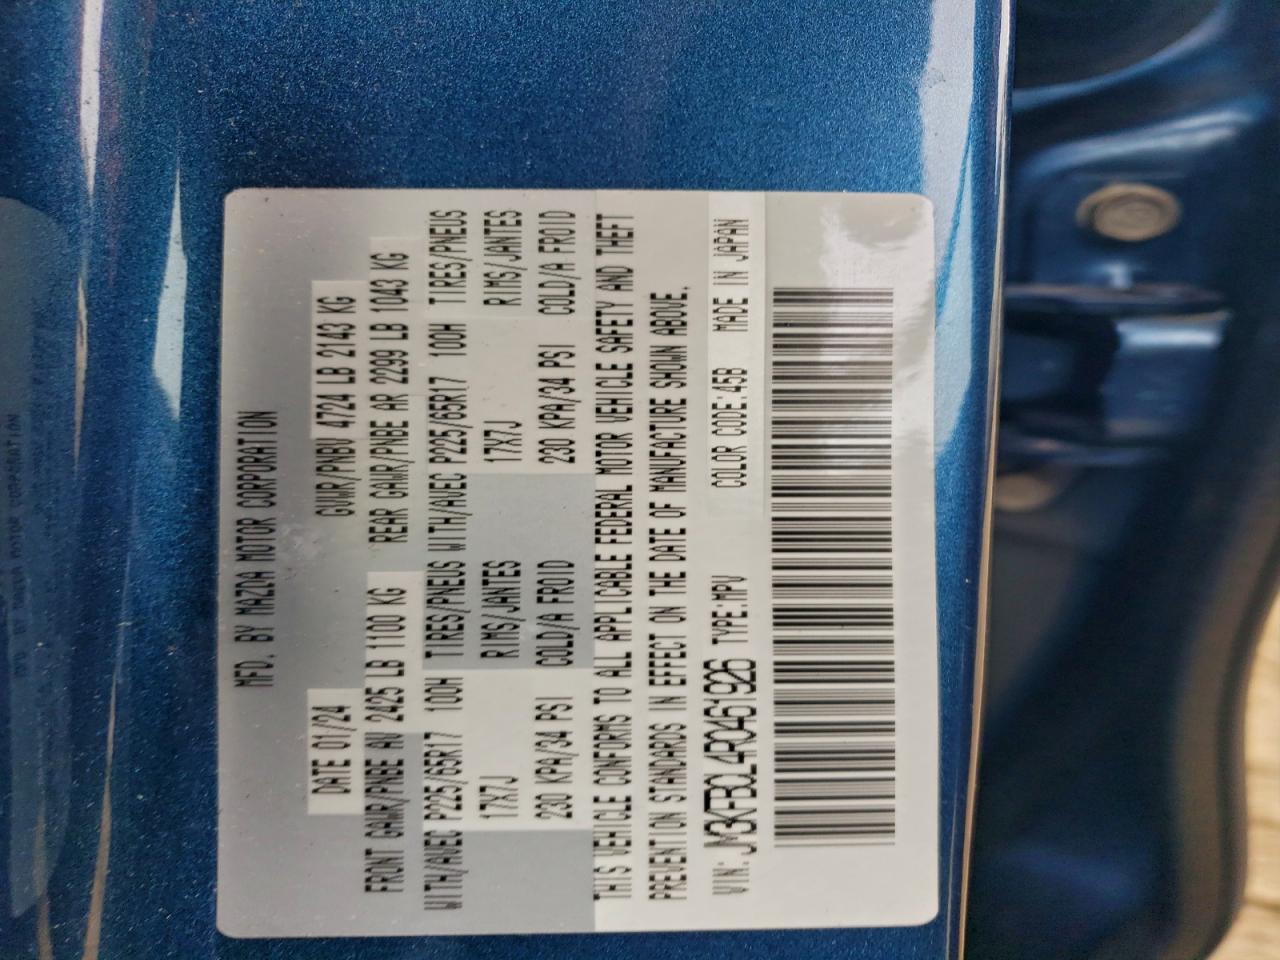 MFD. BY MAZDA MOTOR CORPORATION
DATE 01/24 GVWR/PNBV 4724 LB 2143 KG
FRONT GAWR/PNBE AV 2425 LB 1100 KG REAR GAWR/PNBE AR 2299 LB 1043 KG
WITH/AVEC P225/65R17 100H TIRES/PNEUS WITH/AVEC P225/65R17 100H TIRES/PNEUS
17X7J RIMS/JANTES 17X7J RIMS/JANTES
230 KPA/34 PSI COLD/A FROID 230 KPA/34 PSI COLD/A FROID
THIS VEHICLE CONFORMS TO ALL APPLICABLE FEDERAL MOTOR VEHICLE SAFETY AND THEFT
PREVENTION STANDARDS IN EFFECT ON THE DATE OF MANUFACTURE SHOWN ABOVE.
VIN: JM3KFBCL4R0461926 TYPE:MPV COLOR CODE:45B MADE IN JAPAN